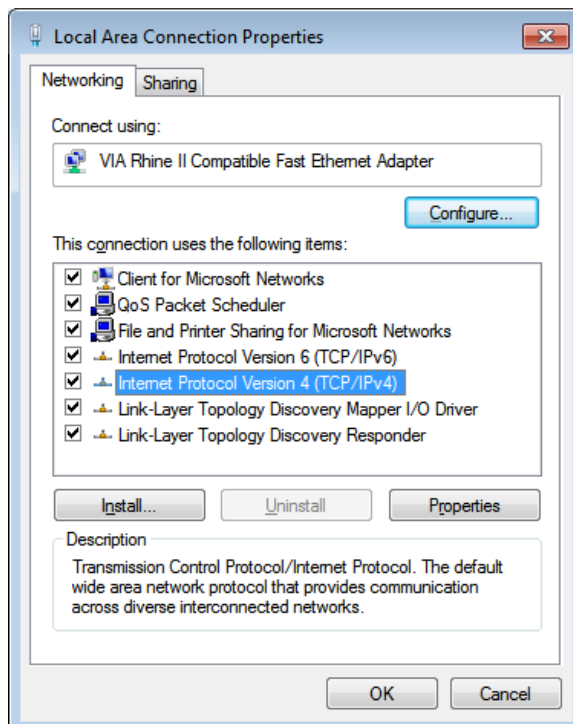 Local Area Connection Properties
Networking
Sharing
Connect using:
VIA Rhine II Compatible Fast Ethernet Adapter
Configure...
This connection uses the following items:
Client for Microsoft Networks
QoS Packet Scheduler
File and Printer Sharing for Microsoft Networks
Internet Protocol Version 6 (TCP/IPv6)
Internet Protocol Version 4 (TCP/IPv4)
Link-Layer Topology Discovery Mapper I/O Driver
Link-Layer Topology Discovery Responder
Install...
Uninstall
Properties
Description
Transmission Control Protocol/Internet Protocol. The default
wide area network protocol that provides communication
across diverse interconnected networks.
OK
Cancel